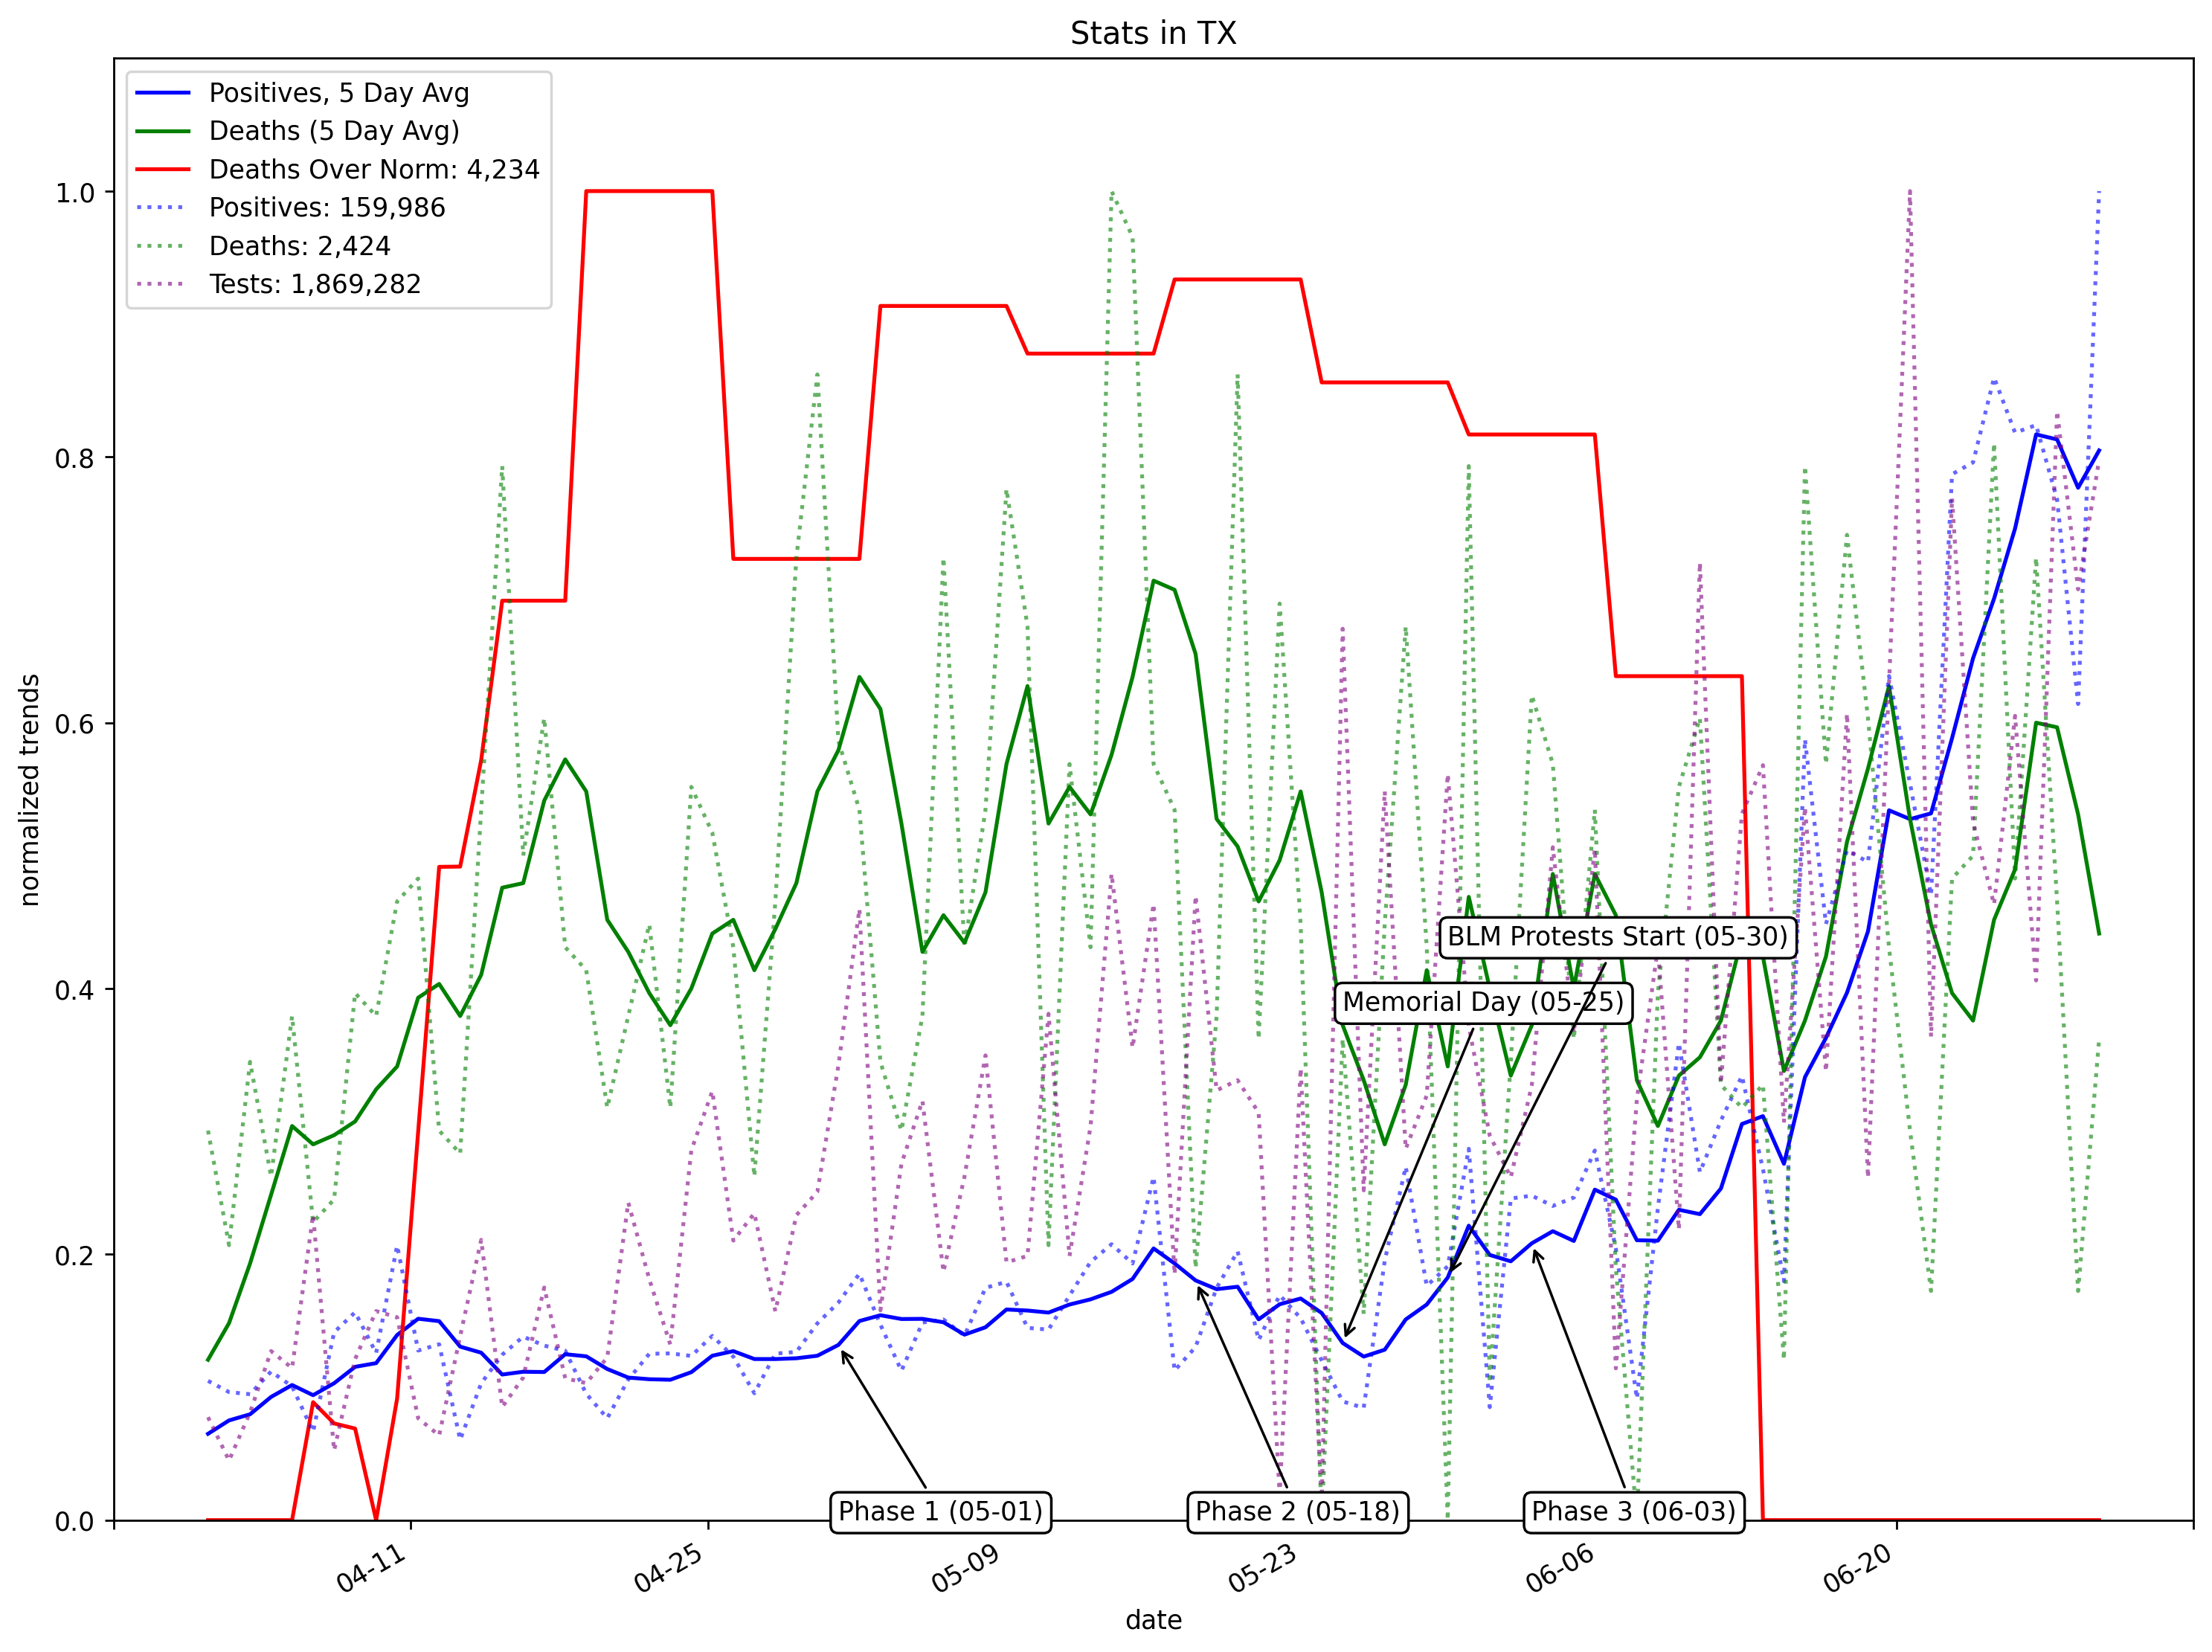 Stats in TX
Positives, 5 Day Avg
Deaths (5 Day Avg)
Deaths Over Norm: 4,234
Positives: 159,986
Deaths: 2,424
Tests: 1,869,282
normalized trends
1.0
0.8
0.6
0.4
0.2
0.0
BLM Protests Start (05-30)
Memorial Day (05-25)
Phase 1 (05-01)
Phase 2 (05-18)
Phase 3 (06-03)
04-11
04-25
05-09
05-23
06-06
06-20
date